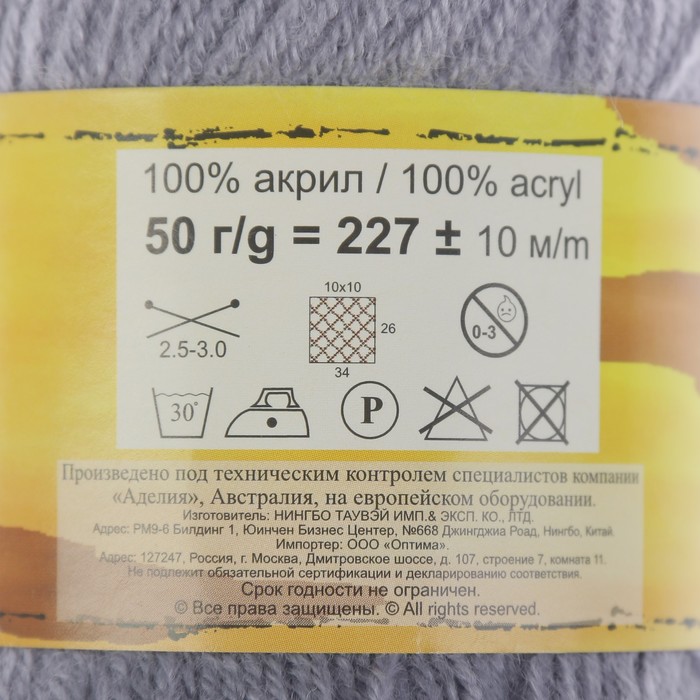 100% акрил / 100% acryl
50 г/g = 227 ± 10 м/m
10x10
26
34
2.5-3.0
0-3
30°
P
Произведено под техническим контролем специалистов компании
«Аделия», Австралия, на европейском оборудовании.
Изготовитель: НИНГБО ТАУВЭЙ ИМП.& ЭКСП. КО., ЛТД.
Адрес: РМ9-6 Билдинг 1, Юинчен Бизнес Центер, №668 Джингджиа Роад, Нингбо, Китай.
Импортер: ООО «Оптима».
Адрес: 127247, Россия, г. Москва, Дмитровское шоссе, д. 107, строение 7, комната 11.
Не подлежит обязательной сертификации и декларированию соответствия.
Срок годности не ограничен.
© Все права защищены. © All rights reserved.